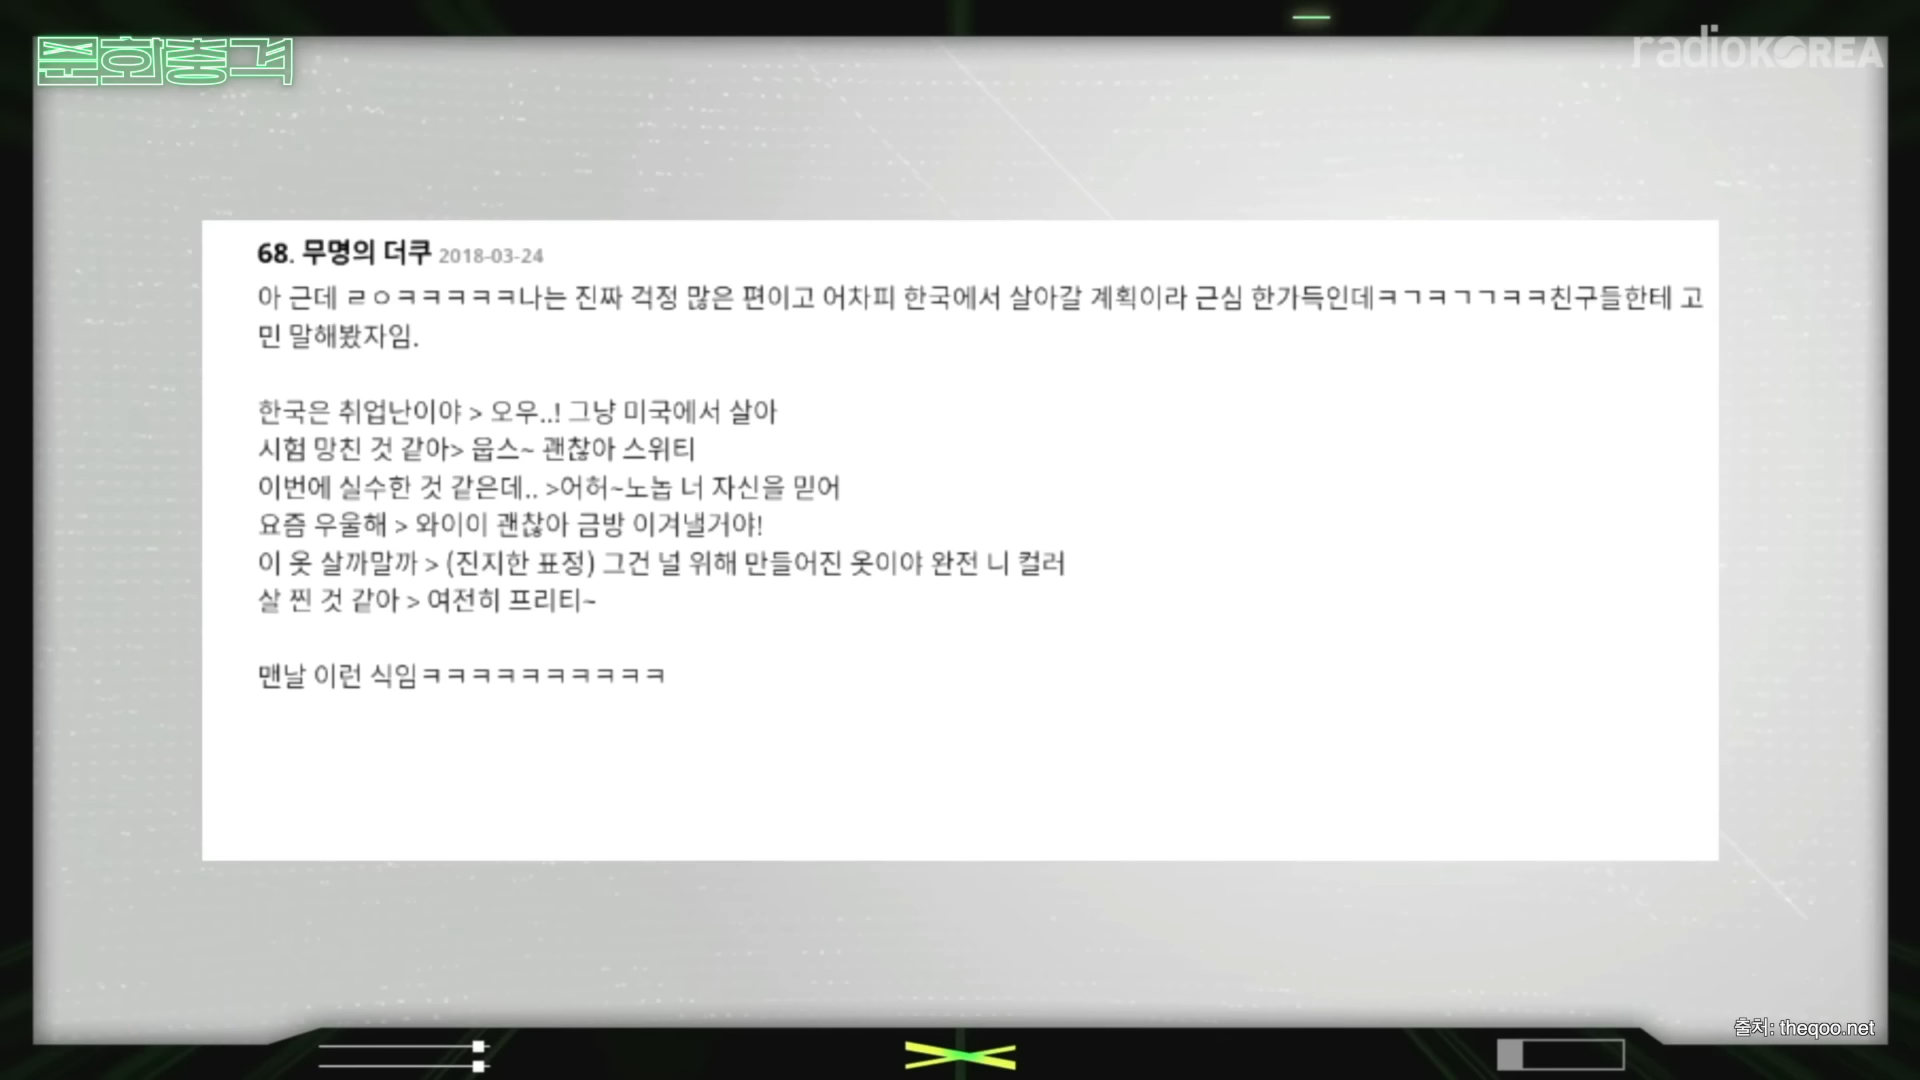 문화충격
radioKOREA
68. 무명의 더쿠 2018-03-24
아 근데 ㄹㅇㅋㅋㅋㅋㅋ나는 진짜 걱정 많은 편이고 어차피 한국에서 살아갈 계획이라 근심 한가득인데ㅋㄱㅋㄱㄱㅋㅋ친구들한테 고
민 말해봤자임.
한국은 취업난이야 > 오우..! 그냥 미국에서 살아
시험 망친 것 같아> 웁스~ 괜찮아 스위티
이번에 실수한 것 같은데.. >어허~노놉 너 자신을 믿어
요즘 우울해 > 와이이 괜찮아 금방 이겨낼거야!
이 옷 살까말까 > (진지한 표정) 그건 널 위해 만들어진 옷이야 완전 니 컬러
살 찐 것 같아 > 여전히 프리티~
맨날 이런 식임ㅋㅋㅋㅋㅋㅋㅋㅋㅋㅋ
출처: theqoo.net